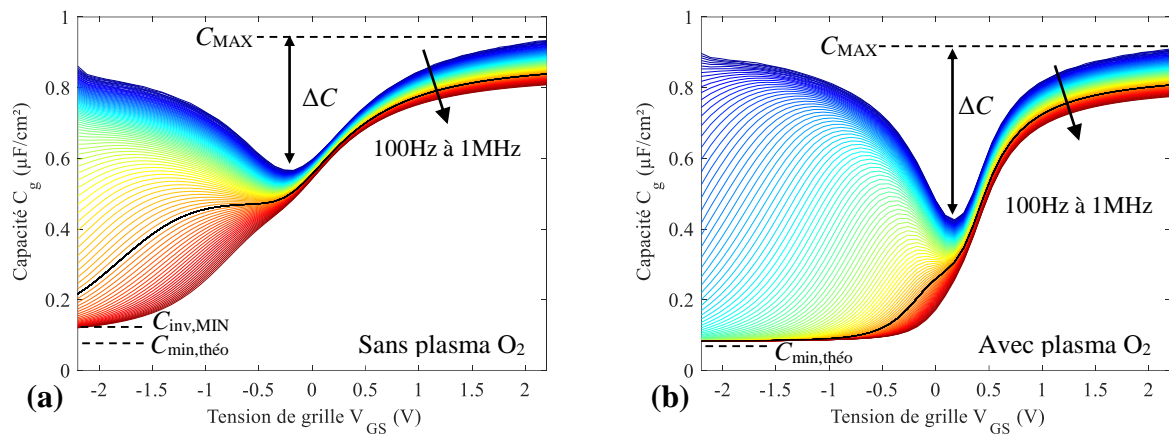 1
0.8
0.6
0.4
0.2
0
Capacité C_g (µF/cm²)
C_MAX
ΔC
100Hz à 1MHz
C_inv,MIN
C_min,théo
Sans plasma O₂
-2 -1.5 -1 -0.5 0 0.5 1 1.5 2
Tension de grille V_GS (V)
(a)
1
0.8
0.6
0.4
0.2
0
Capacité C_g (µF/cm²)
C_MAX
ΔC
100Hz à 1MHz
C_min,théo
Avec plasma O₂
-2 -1.5 -1 -0.5 0 0.5 1 1.5 2
Tension de grille V_GS (V)
(b)